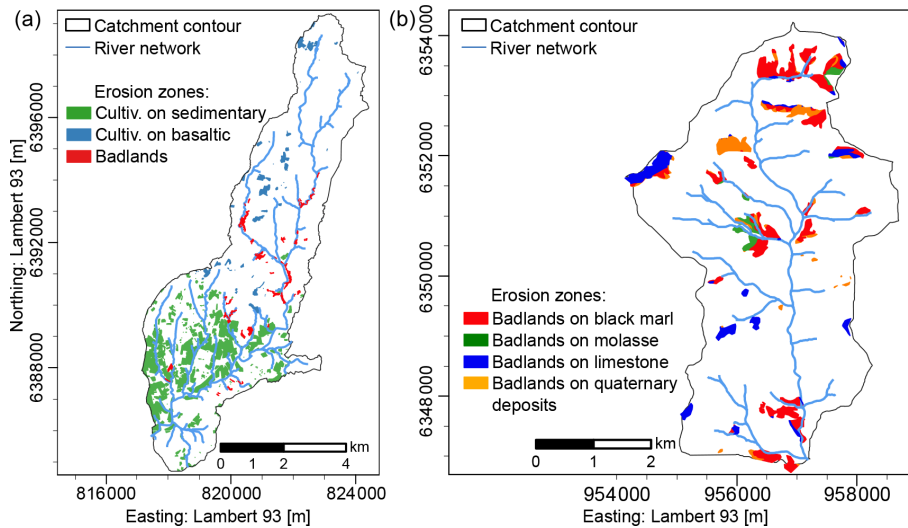 (a)
Catchment contour
River network
Erosion zones:
Cultiv. on sedimentary
Cultiv. on basaltic
Badlands
Northing: Lambert 93 [m]
6396000
6392000
6388000
km
0 2 4
816000 820000 824000
Easting: Lambert 93 [m]
(b)
Catchment contour
River network
6354000
6352000
6350000
6348000
Erosion zones:
Badlands on black marl
Badlands on molasse
Badlands on limestone
Badlands on quaternary
deposits
km
0 1 2
954000 956000 958000
Easting: Lambert 93 [m]